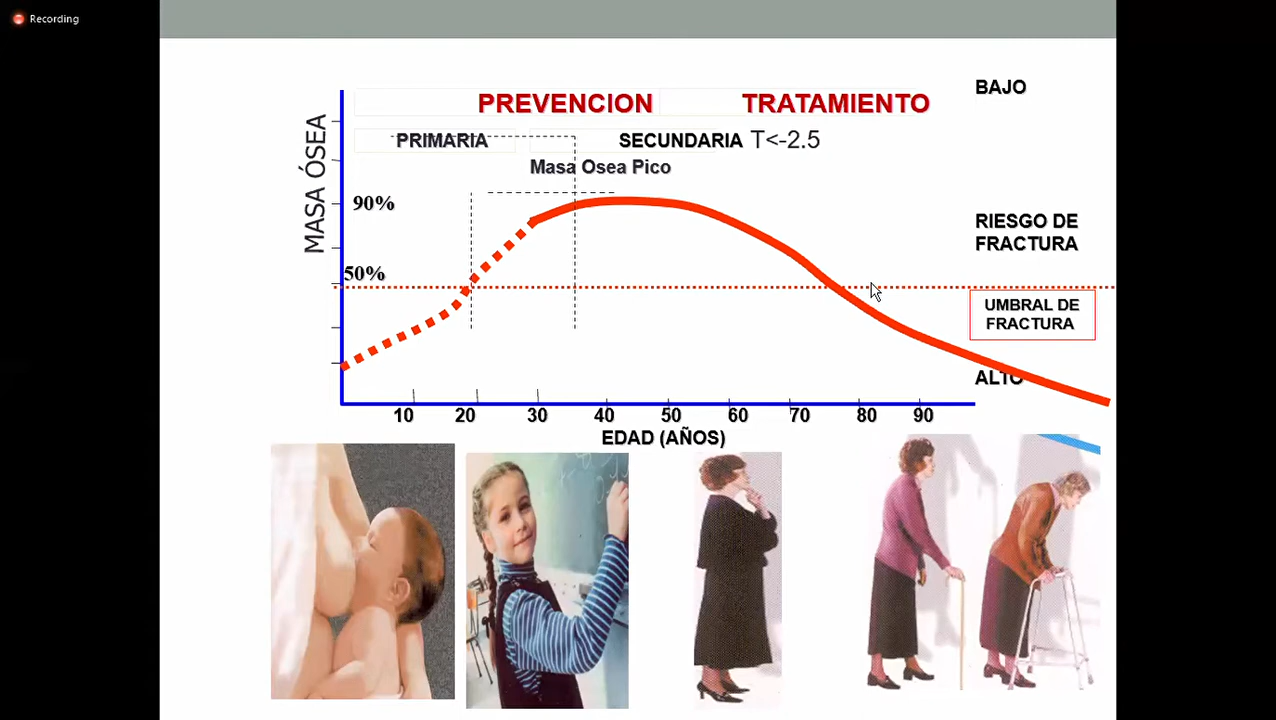 Recording
PREVENCION
TRATAMIENTO
BAJO
PRIMARIA
SECUNDARIA T<-2.5
Masa Osea Pico
MASA ÓSEA
90%
50%
RIESGO DE
FRACTURA
UMBRAL DE
FRACTURA
ALTO
10 20 30 40 50 60 70 80 90
EDAD (AÑOS)